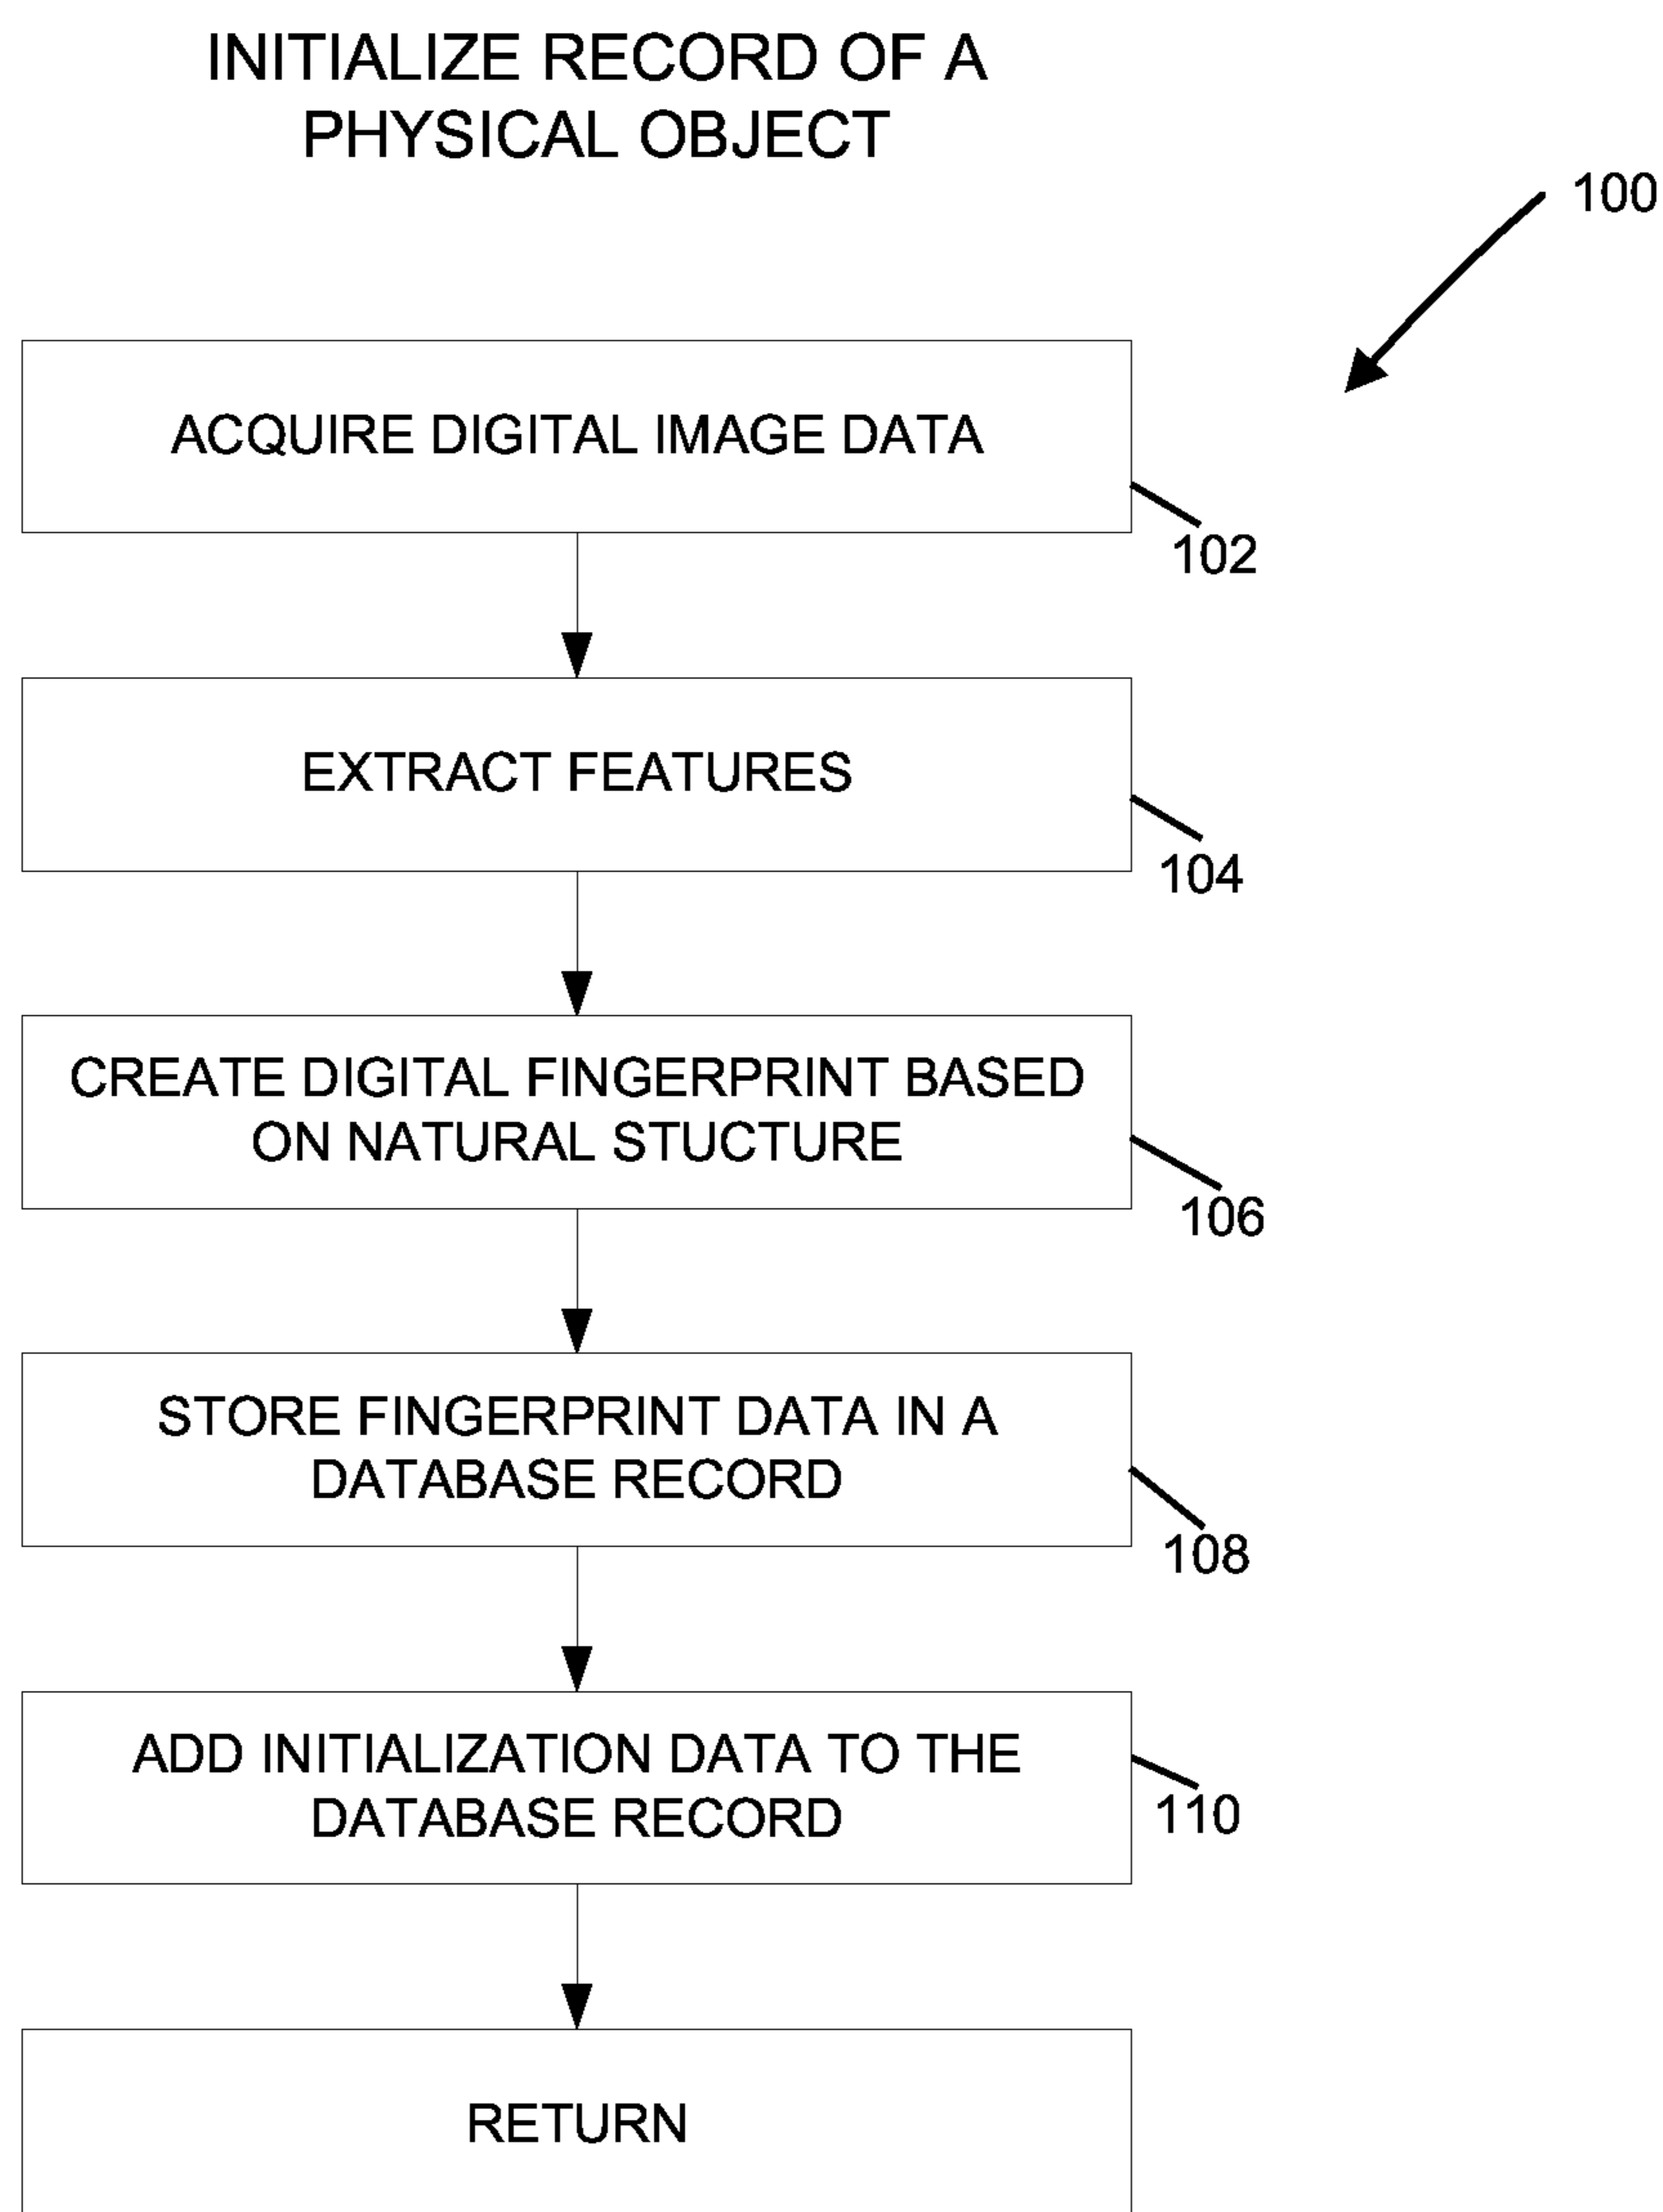 INITIALIZE RECORD OF A
PHYSICAL OBJECT
100
ACQUIRE DIGITAL IMAGE DATA
102
EXTRACT FEATURES
104
CREATE DIGITAL FINGERPRINT BASED
ON NATURAL STUCTURE
106
STORE FINGERPRINT DATA IN A
DATABASE RECORD
108
ADD INITIALIZATION DATA TO THE
DATABASE RECORD
110
RETURN